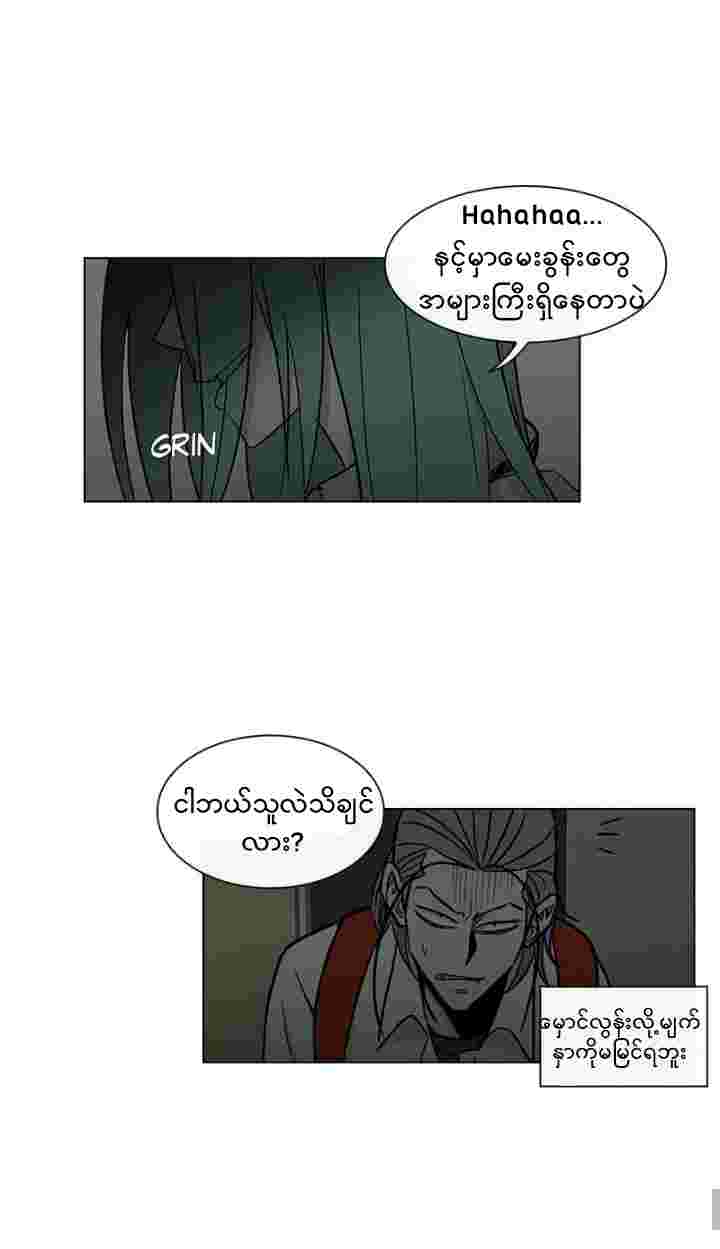 Hahahaa...
နင့်မှာမေးခွန်းတွေ
အများကြီးရှိနေတာပဲ
GRIN
ငါဘယ်သူလဲသိချင်
လား?
မှောင်လွန်းလို့မျက်
နှာကိုမမြင်ရဘူး